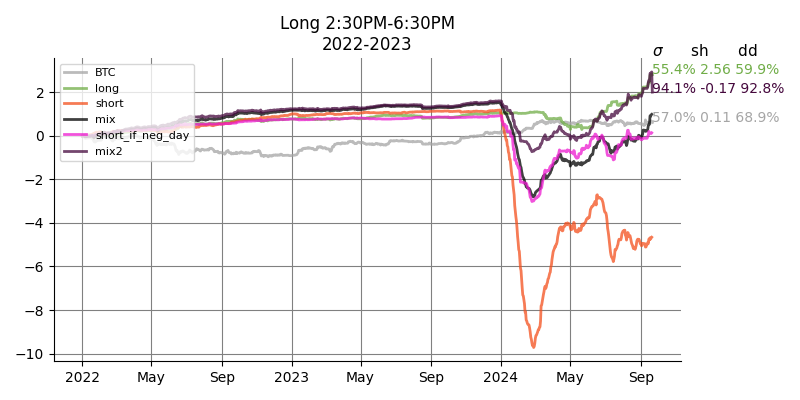 Long 2:30PM-6:30PM
2022-2023
σ sh dd
55.4% 2.56 59.9%
94.1% -0.17 92.8%
57.0% 0.11 68.9%
BTC
long
short
mix
short_if_neg_day
mix2
2
0
−2
−4
−6
−8
−10
2022 May Sep 2023 May Sep 2024 May Sep